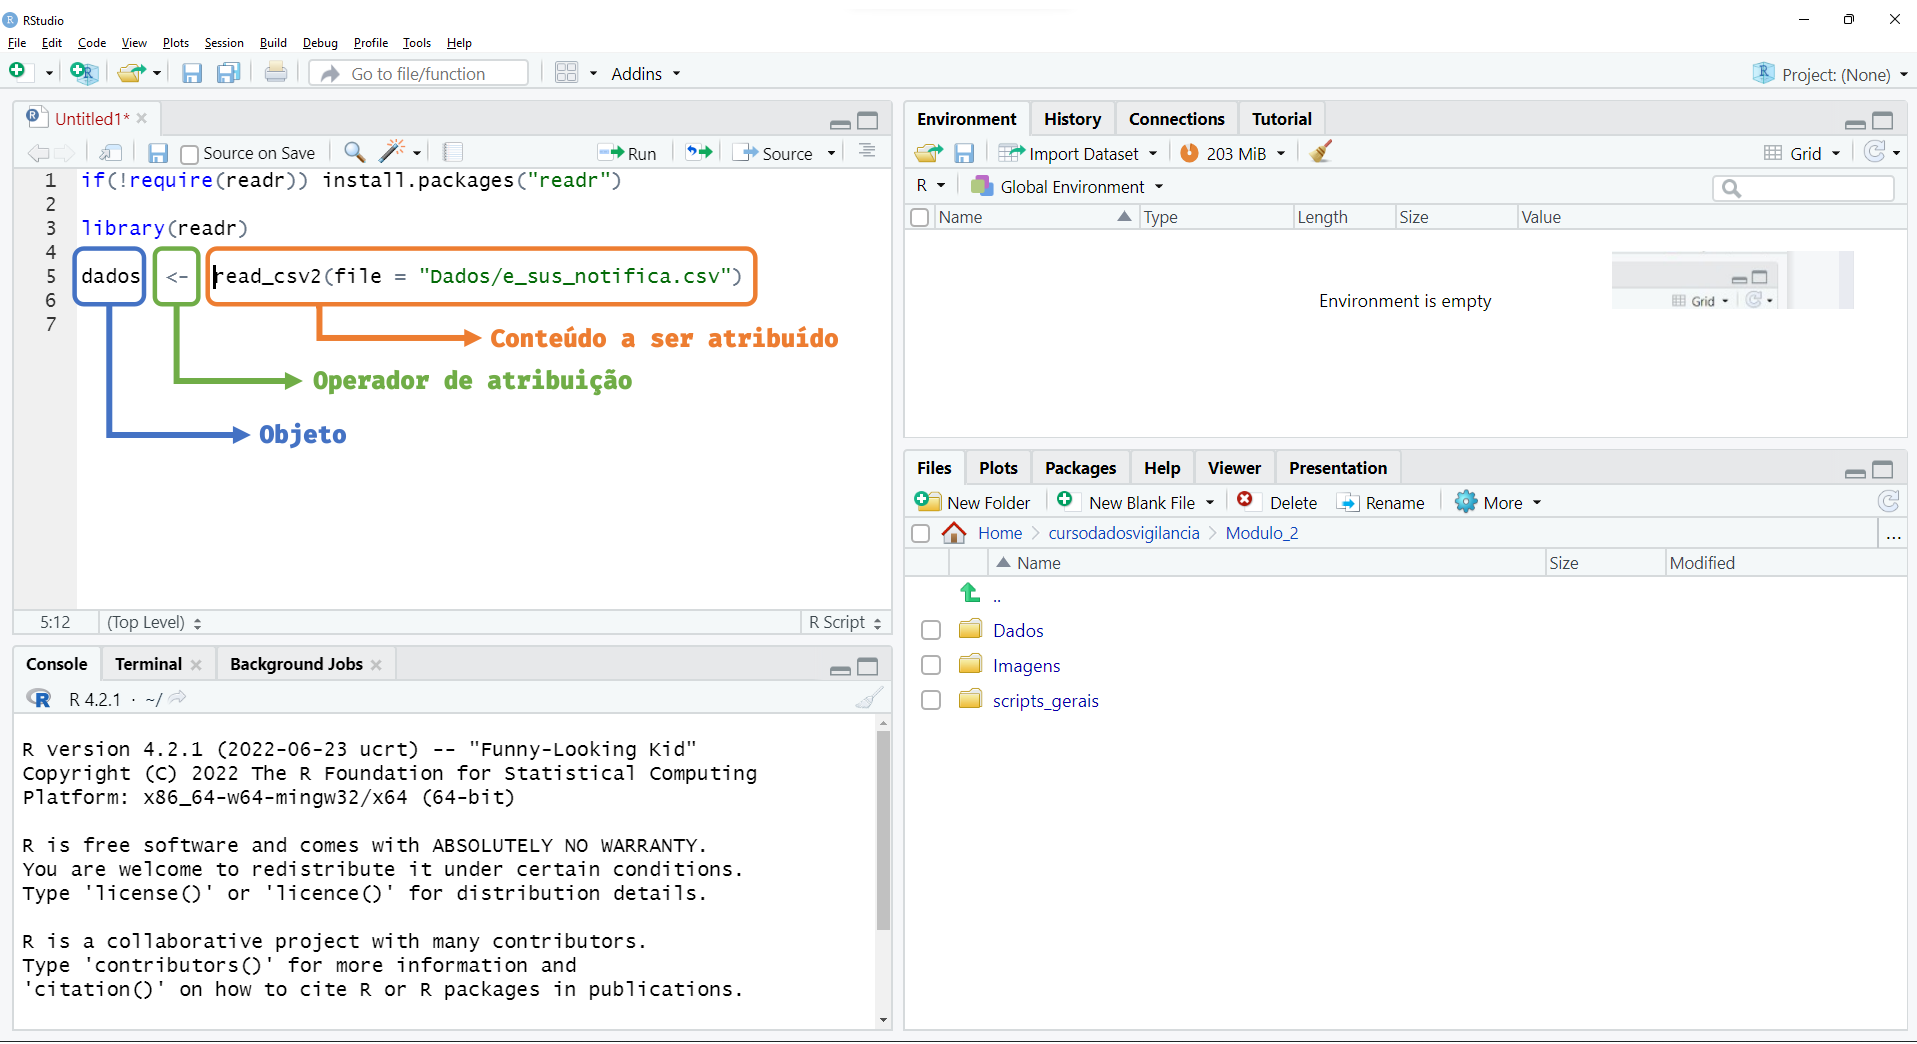 RStudio
File Edit Code View Plots Session Build Debug Profile Tools Help
Go to file/function Addins Project: (None)
Untitled1*
Source on Save Run Source
1 if(!require(readr)) install.packages("readr")
2
3 library(readr)
4
5 dados <- read_csv2(file = "Dados/e_sus_notifica.csv")
6
7
Conteúdo a ser atribuído
Operador de atribuição
Objeto
5:12 (Top Level) R Script
Console Terminal Background Jobs
R 4.2.1 · ~/
R version 4.2.1 (2022-06-23 ucrt) -- "Funny-Looking Kid"
Copyright (C) 2022 The R Foundation for Statistical Computing
Platform: x86_64-w64-mingw32/x64 (64-bit)
R is free software and comes with ABSOLUTELY NO WARRANTY.
You are welcome to redistribute it under certain conditions.
Type 'license()' or 'licence()' for distribution details.
R is a collaborative project with many contributors.
Type 'contributors()' for more information and
'citation()' on how to cite R or R packages in publications.
Environment History Connections Tutorial
Import Dataset 203 MiB Grid
R Global Environment
Name Type Length Size Value
Environment is empty
Grid
Files Plots Packages Help Viewer Presentation
New Folder New Blank File Delete Rename More
Home cursodadosvigilancia Modulo_2 ...
Name Size Modified
..
Dados
Imagens
scripts_gerais